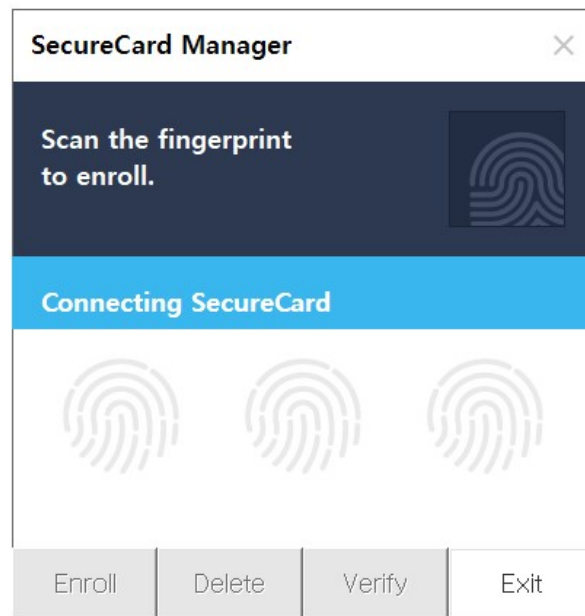 SecureCard Manager
Scan the fingerprint
to enroll.
Connecting SecureCard
Enroll
Delete
Verify
Exit